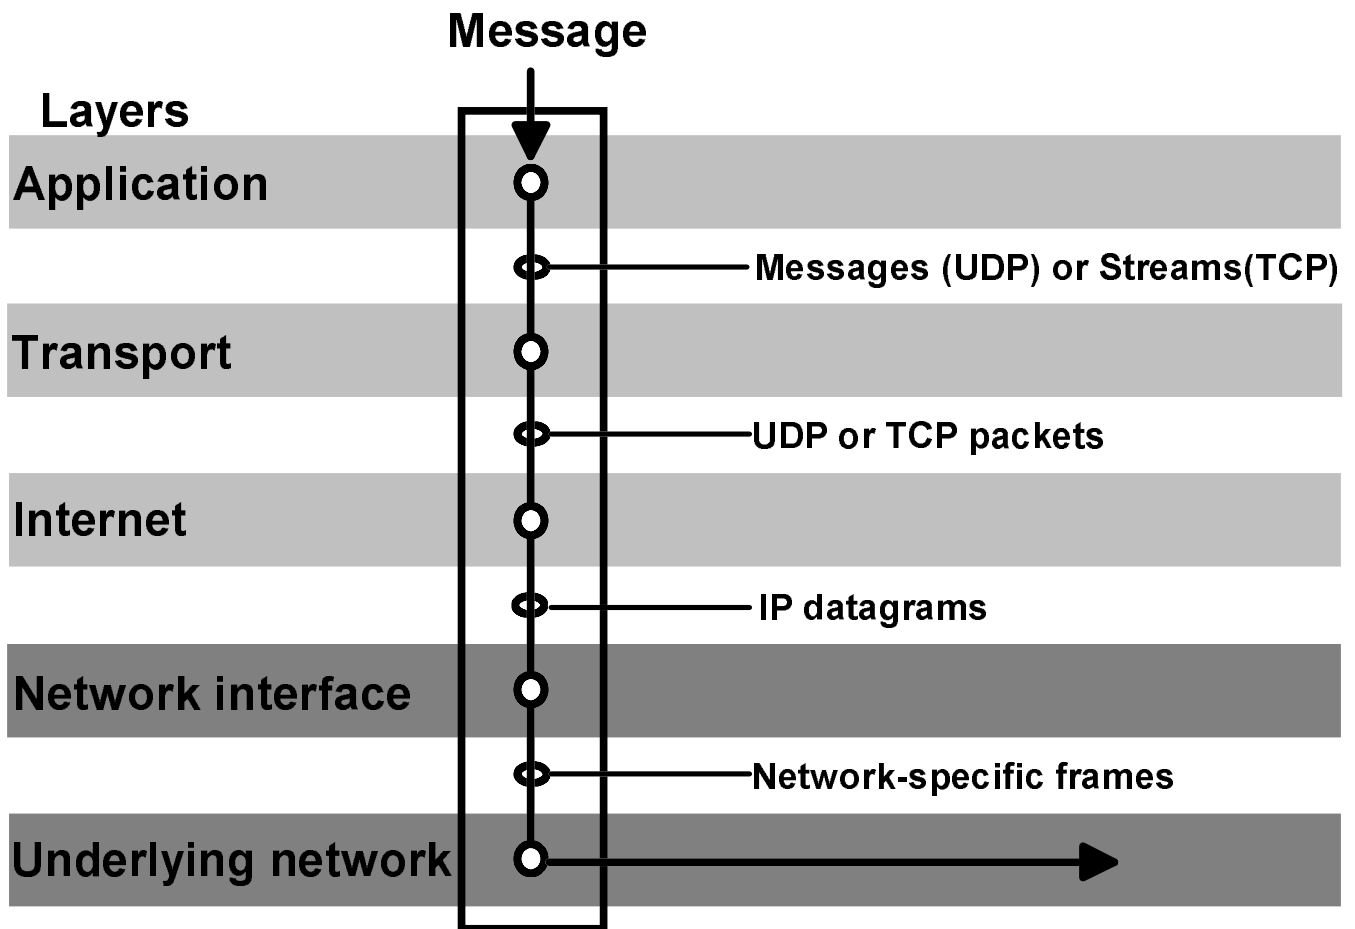 Message
Layers
Application
Messages (UDP) or Streams(TCP)
Transport
UDP or TCP packets
Internet
IP datagrams
Network interface
Network-specific frames
Underlying network